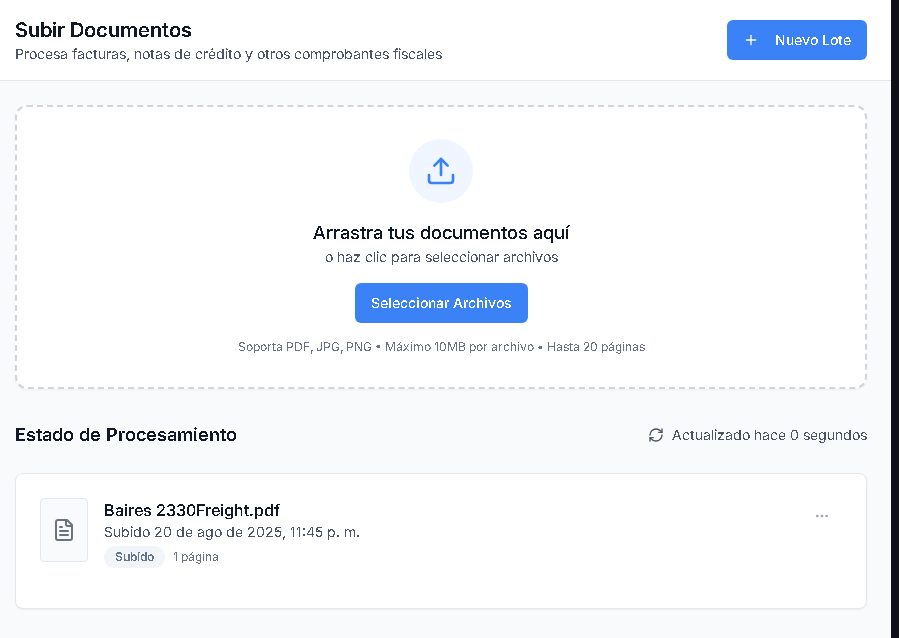 Subir Documentos
Procesa facturas, notas de crédito y otros comprobantes fiscales
+ Nuevo Lote
Arrastra tus documentos aquí
o haz clic para seleccionar archivos
Seleccionar Archivos
Soporta PDF, JPG, PNG • Máximo 10MB por archivo • Hasta 20 páginas
Estado de Procesamiento
Actualizado hace 0 segundos
Baires 2330Freight.pdf
Subido 20 de ago de 2025, 11:45 p. m.
Subido 1 página